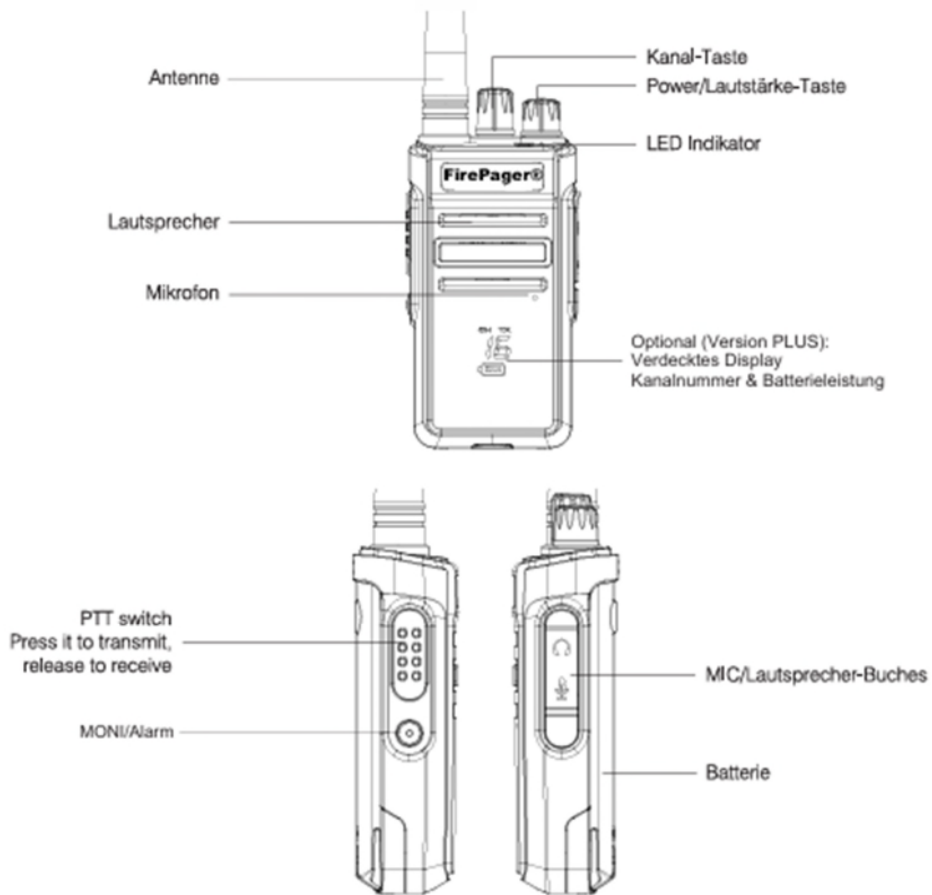 Antenne
Kanal-Taste
Power/Lautstärke-Taste
LED Indikator
FirePager®
Lautsprecher
Mikrofon
Optional (Version PLUS):
Verdecktes Display
Kanalnummer & Batterieleistung
PTT switch
Press it to transmit,
release to receive
MONI/Alarm
MIC/Lautsprecher-Buches
Batterie